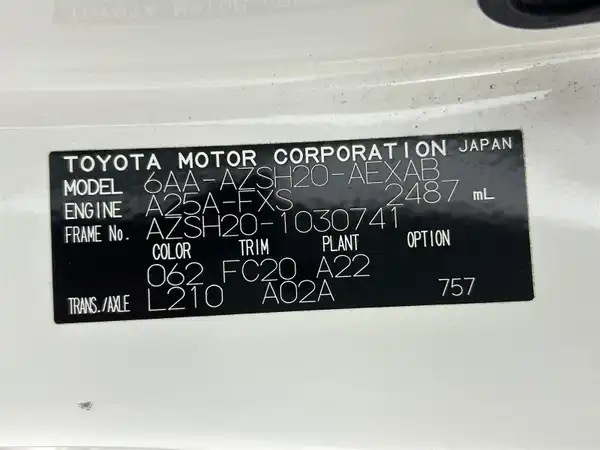 TOYOTA MOTOR CORPORATION JAPAN
MODEL 6AA-AZSH20-AEXAB
ENGINE A25A-FXS 2487 mL
FRAME No. AZSH20-1030741
COLOR TRIM PLANT OPTION
062 FC20 A22
TRANS./AXLE L210 A02A 757